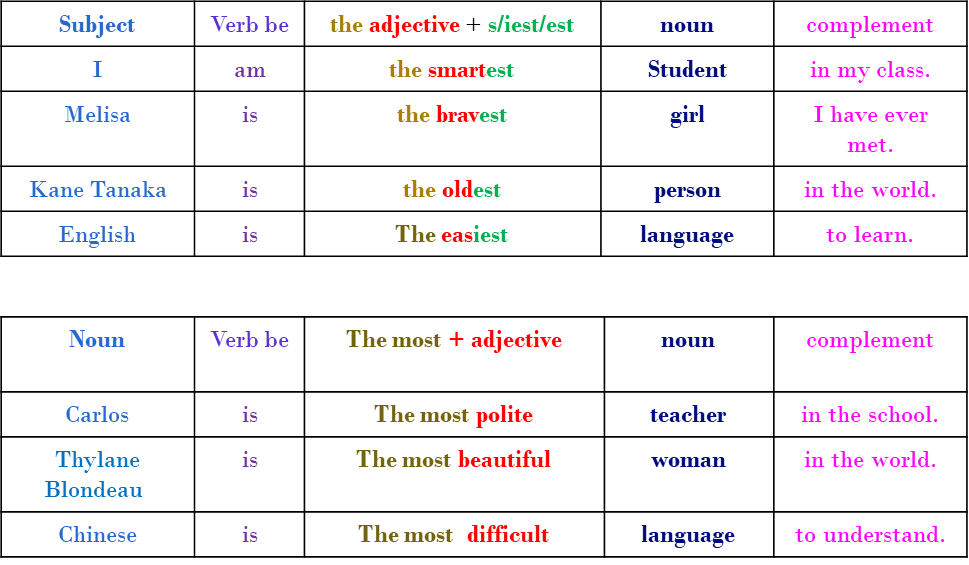 Subject Verb be the adjective + s/iest/est noun complement
I am the smartest Student in my class.
Melisa is the bravest girl I have ever
met.
Kane Tanaka is the oldest person in the world.
English is The easiest language to learn.
Noun Verb be The most + adjective noun complement
Carlos is The most polite teacher in the school.
Thylane is The most beautiful woman in the world.
Blondeau
Chinese is The most difficult language to understand.